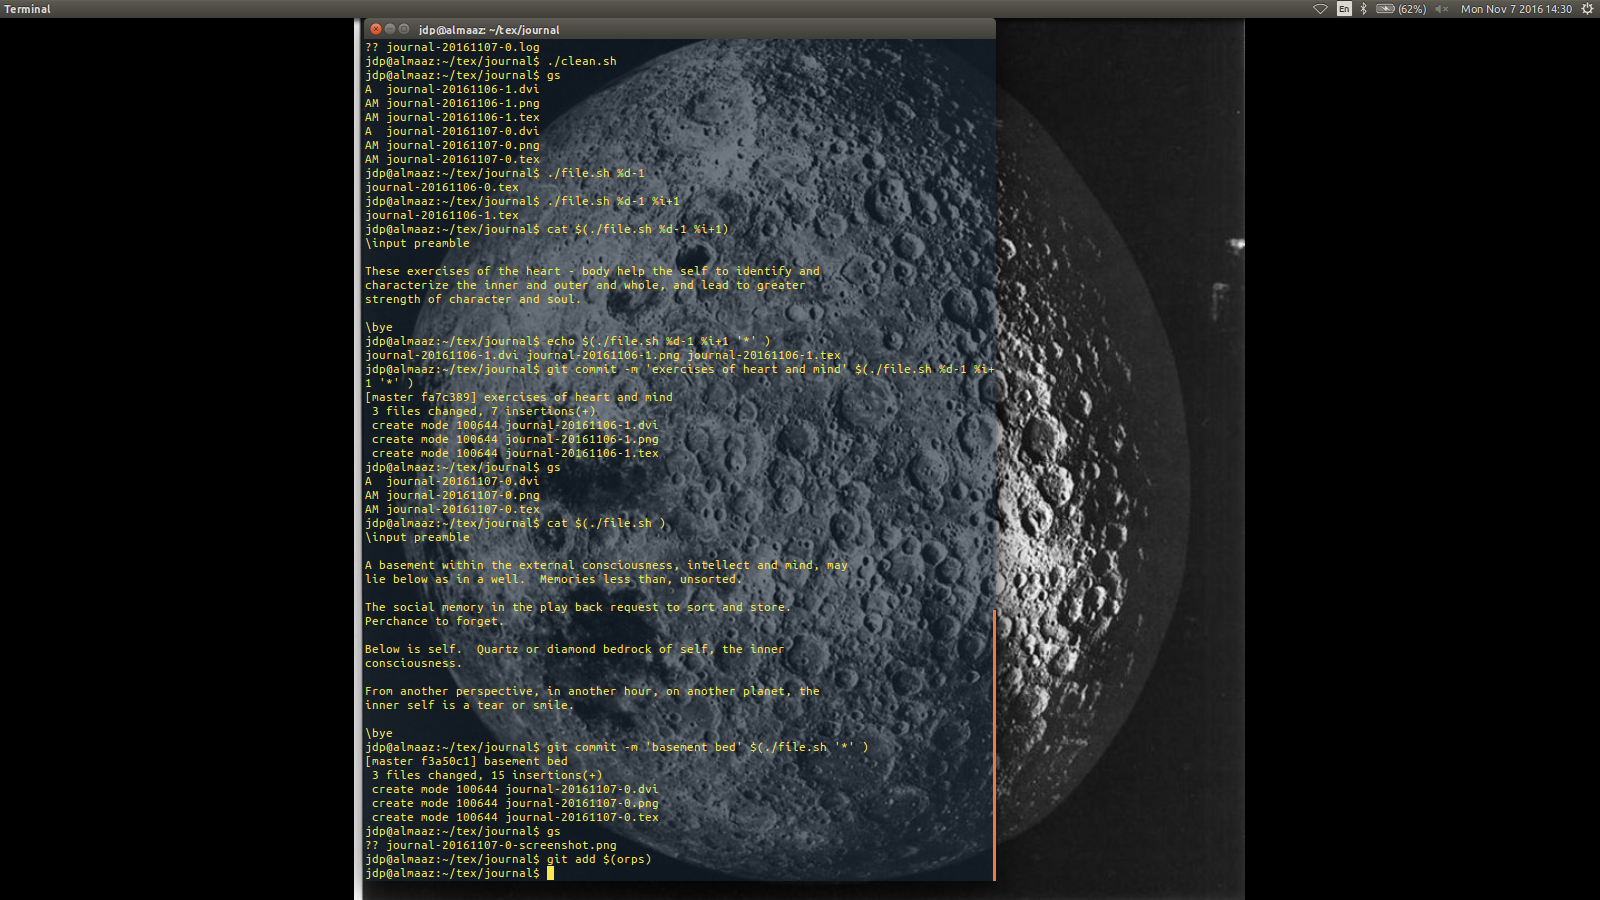 Terminal
En
(62%)
Mon Nov 7 2016 14:30
jdp@almaaz: ~/tex/journal
?? journal-20161107-0.log
jdp@almaaz:~/tex/journal$ ./clean.sh
jdp@almaaz:~/tex/journal$ gs
A  journal-20161106-1.dvi
AM journal-20161106-1.png
AM journal-20161106-1.tex
A  journal-20161107-0.dvi
AM journal-20161107-0.png
AM journal-20161107-0.tex
jdp@almaaz:~/tex/journal$ ./file.sh %d-1
journal-20161106-0.tex
jdp@almaaz:~/tex/journal$ ./file.sh %d-1 %i+1
journal-20161106-1.tex
jdp@almaaz:~/tex/journal$ cat $(./file.sh %d-1 %i+1)
\input preamble
These exercises of the heart - body help the self to identify and
characterize the inner and outer and whole, and lead to greater
strength of character and soul.
\bye
jdp@almaaz:~/tex/journal$ echo $(./file.sh %d-1 %i+1 '*' )
journal-20161106-1.dvi journal-20161106-1.png journal-20161106-1.tex
jdp@almaaz:~/tex/journal$ git commit -m 'exercises of heart and mind' $(./file.sh %d-1 %i+
1 '*' )
[master fa7c389] exercises of heart and mind
 3 files changed, 7 insertions(+)
 create mode 100644 journal-20161106-1.dvi
 create mode 100644 journal-20161106-1.png
 create mode 100644 journal-20161106-1.tex
jdp@almaaz:~/tex/journal$ gs
A  journal-20161107-0.dvi
AM journal-20161107-0.png
AM journal-20161107-0.tex
jdp@almaaz:~/tex/journal$ cat $(./file.sh )
\input preamble
A basement within the external consciousness, intellect and mind, may
lie below as in a well.  Memories less than, unsorted.
The social memory in the play back request to sort and store.
Perchance to forget.
Below is self.  Quartz or diamond bedrock of self, the inner
consciousness.
From another perspective, in another hour, on another planet, the
inner self is a tear or smile.
\bye
jdp@almaaz:~/tex/journal$ git commit -m 'basement bed' $(./file.sh '*' )
[master f3a50c1] basement bed
 3 files changed, 15 insertions(+)
 create mode 100644 journal-20161107-0.dvi
 create mode 100644 journal-20161107-0.png
 create mode 100644 journal-20161107-0.tex
jdp@almaaz:~/tex/journal$ gs
?? journal-20161107-0-screenshot.png
jdp@almaaz:~/tex/journal$ git add $(orps)
jdp@almaaz:~/tex/journal$